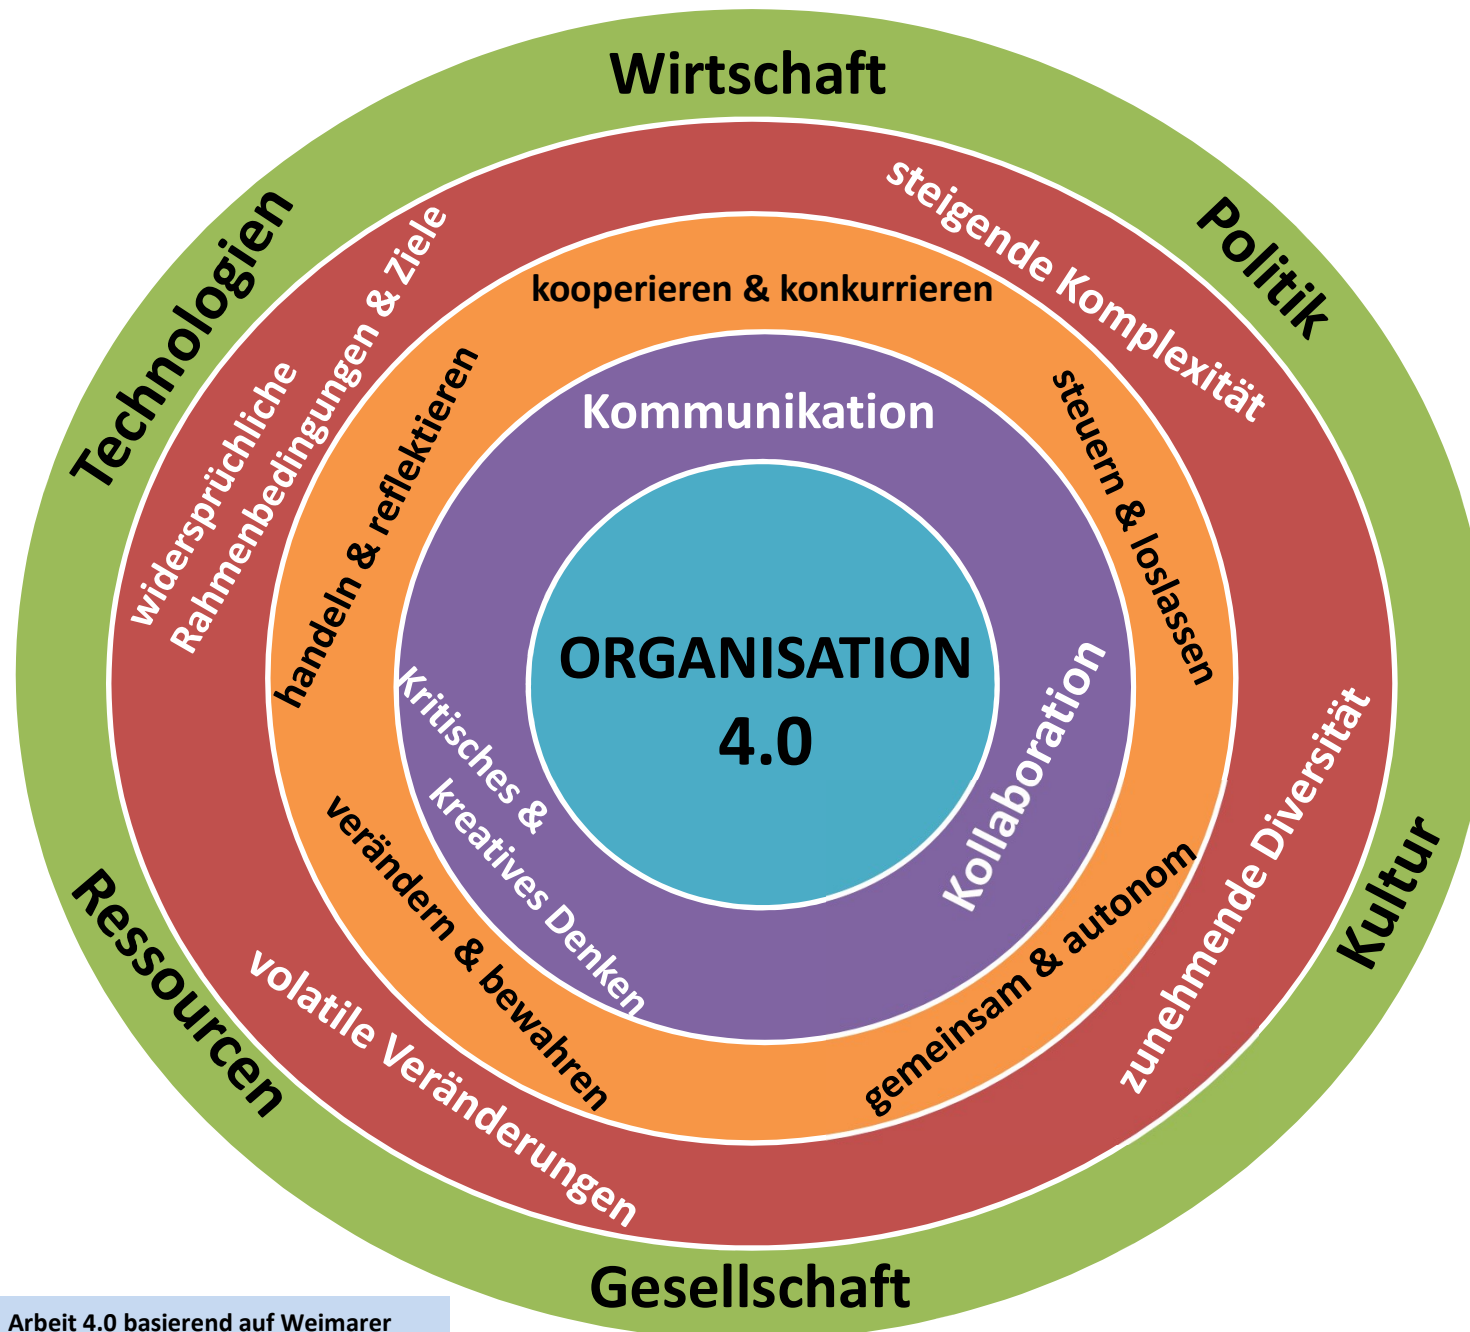 Wirtschaft
Politik
Kultur
Gesellschaft
Ressourcen
Technologien
steigende Komplexität
zunehmende Diversität
volatile Veränderungen
widersprüchliche
Rahmenbedingungen & Ziele
kooperieren & konkurrieren
steuern & loslassen
gemeinsam & autonom
verändern & bewahren
handeln & reflektieren
Kommunikation
Kollaboration
Kritisches &
kreatives Denken
ORGANISATION
4.0
Arbeit 4.0 basierend auf Weimarer